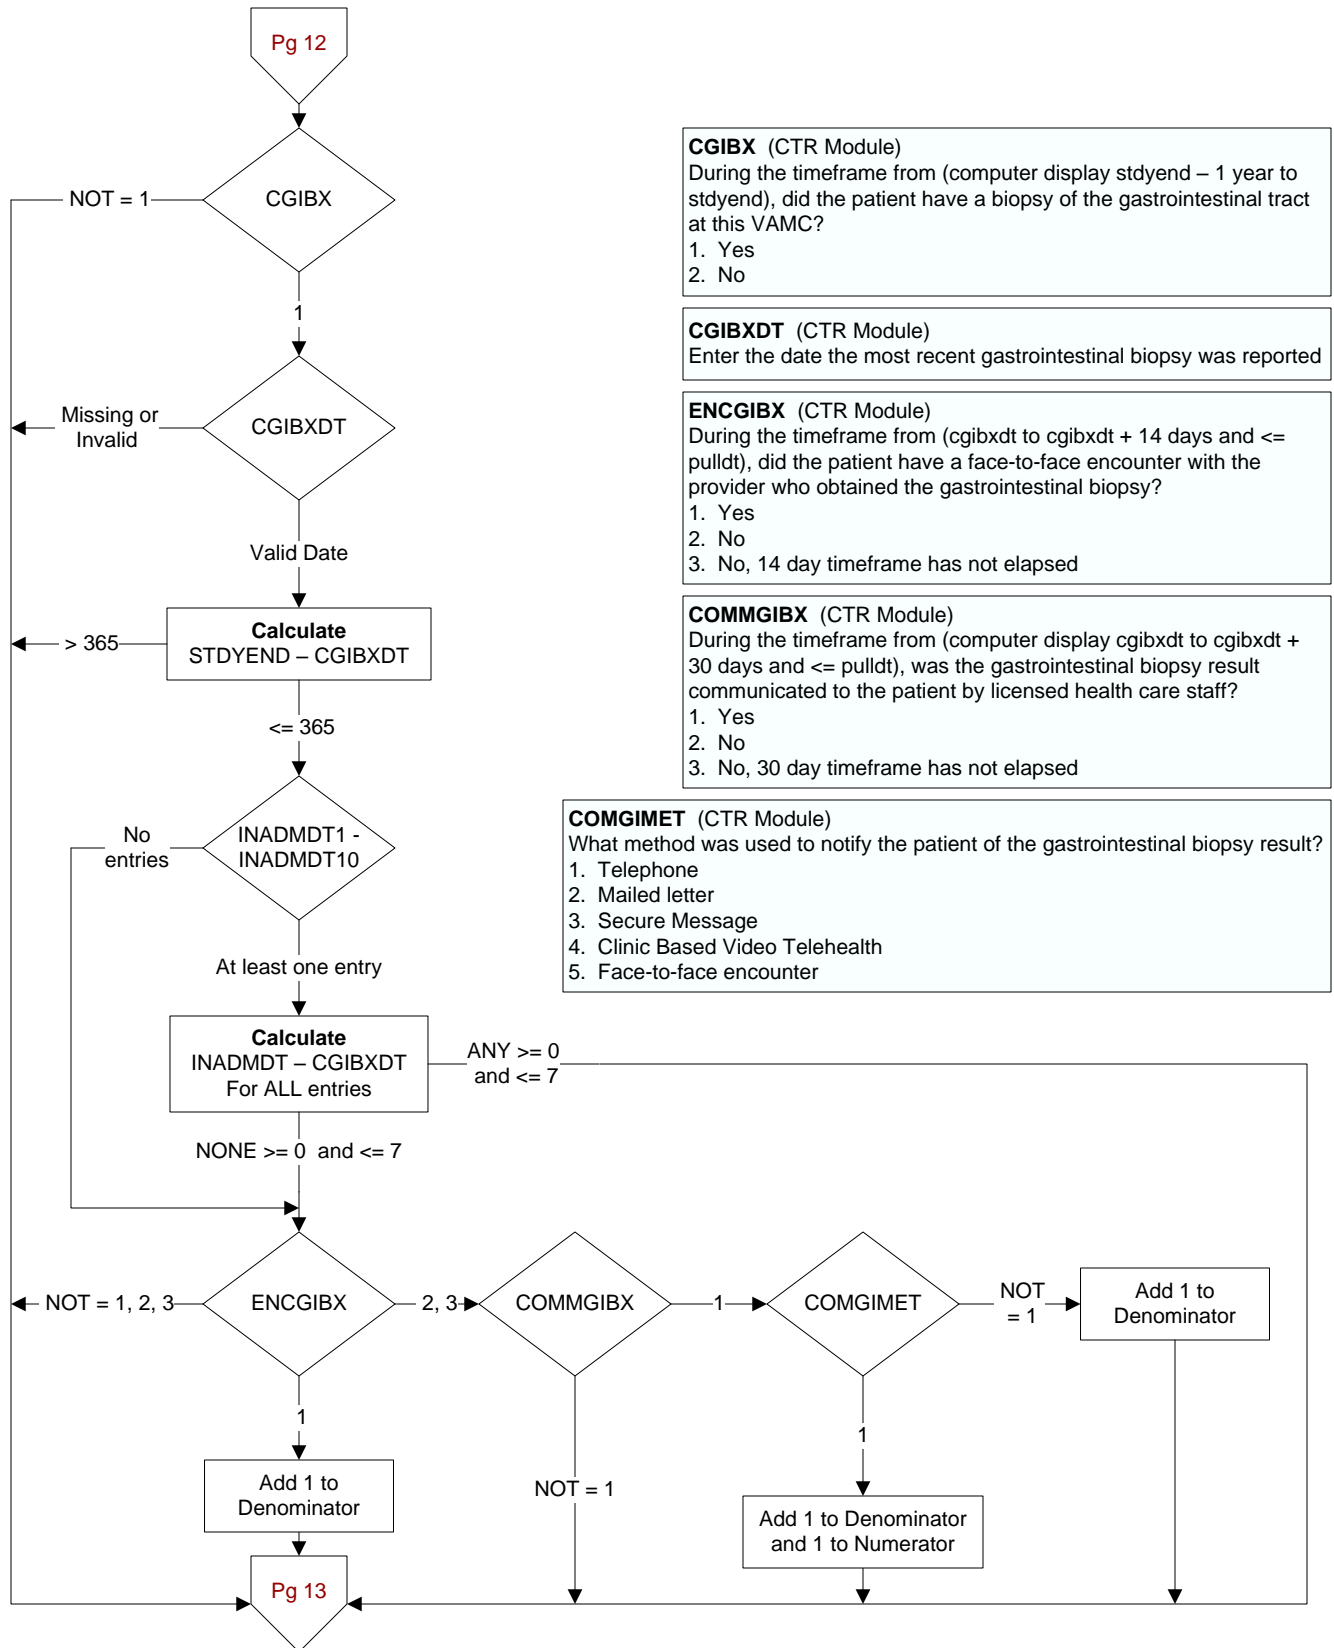 Pg 12
CGIBX
NOT = 1
1
CGIBXDT
Missing or
Invalid
Valid Date
Calculate
STDYEND – CGIBXDT
> 365
<= 365
INADMDT1 -
INADMDT10
No
entries
At least one entry
Calculate
INADMDT – CGIBXDT
For ALL entries
ANY >= 0
and <= 7
NONE >= 0 and <= 7
ENCGIBX
NOT = 1, 2, 3
2, 3
COMMGIBX
1
COMGIMET
NOT
= 1
Add 1 to
Denominator
1
Add 1 to
Denominator
NOT = 1
1
Add 1 to Denominator
and 1 to Numerator
Pg 13
CGIBX (CTR Module)
During the timeframe from (computer display stdyend – 1 year to
stdyend), did the patient have a biopsy of the gastrointestinal tract
at this VAMC?
1. Yes
2. No
CGIBXDT (CTR Module)
Enter the date the most recent gastrointestinal biopsy was reported
ENCGIBX (CTR Module)
During the timeframe from (cgibxdt to cgibxdt + 14 days and <=
pulldt), did the patient have a face-to-face encounter with the
provider who obtained the gastrointestinal biopsy?
1. Yes
2. No
3. No, 14 day timeframe has not elapsed
COMMGIBX (CTR Module)
During the timeframe from (computer display cgibxdt to cgibxdt +
30 days and <= pulldt), was the gastrointestinal biopsy result
communicated to the patient by licensed health care staff?
1. Yes
2. No
3. No, 30 day timeframe has not elapsed
COMGIMET (CTR Module)
What method was used to notify the patient of the gastrointestinal biopsy result?
1. Telephone
2. Mailed letter
3. Secure Message
4. Clinic Based Video Telehealth
5. Face-to-face encounter